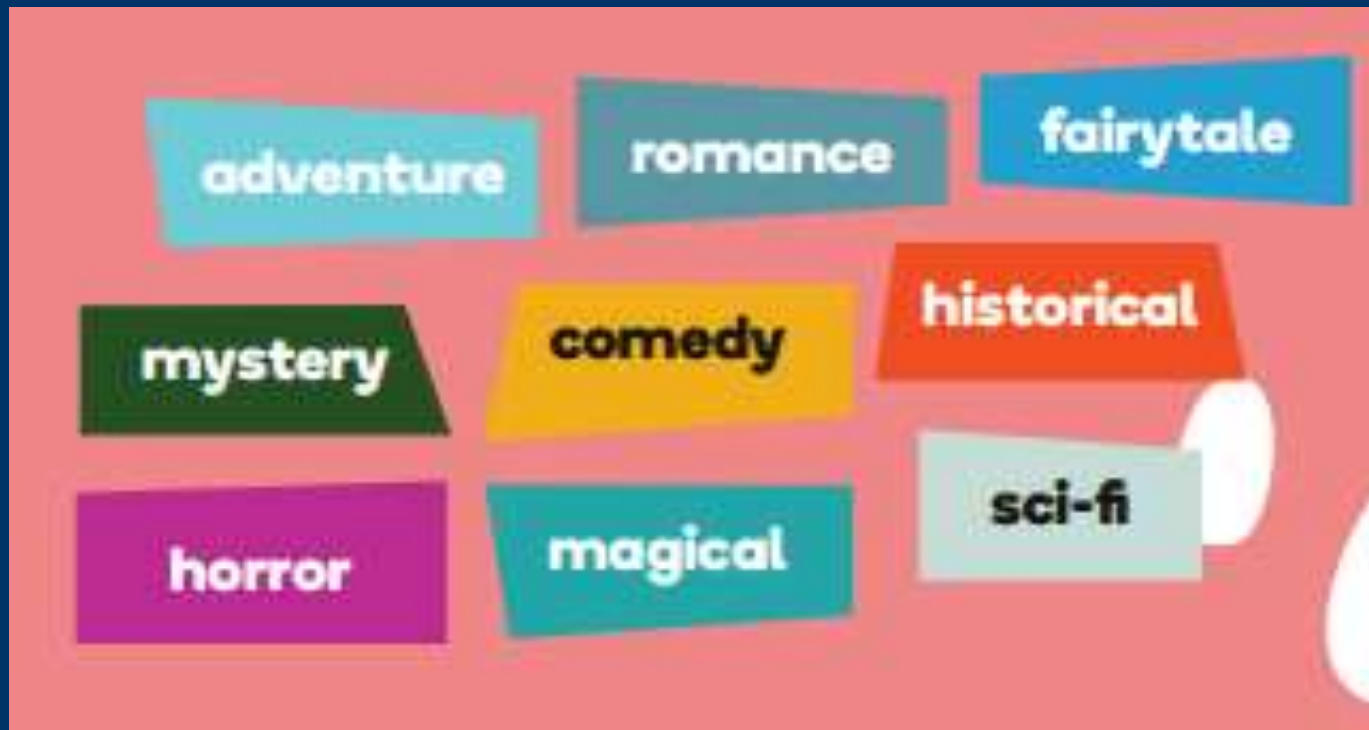 adventure
romance
fairytale
mystery
comedy
historical
horror
magical
sci-fi